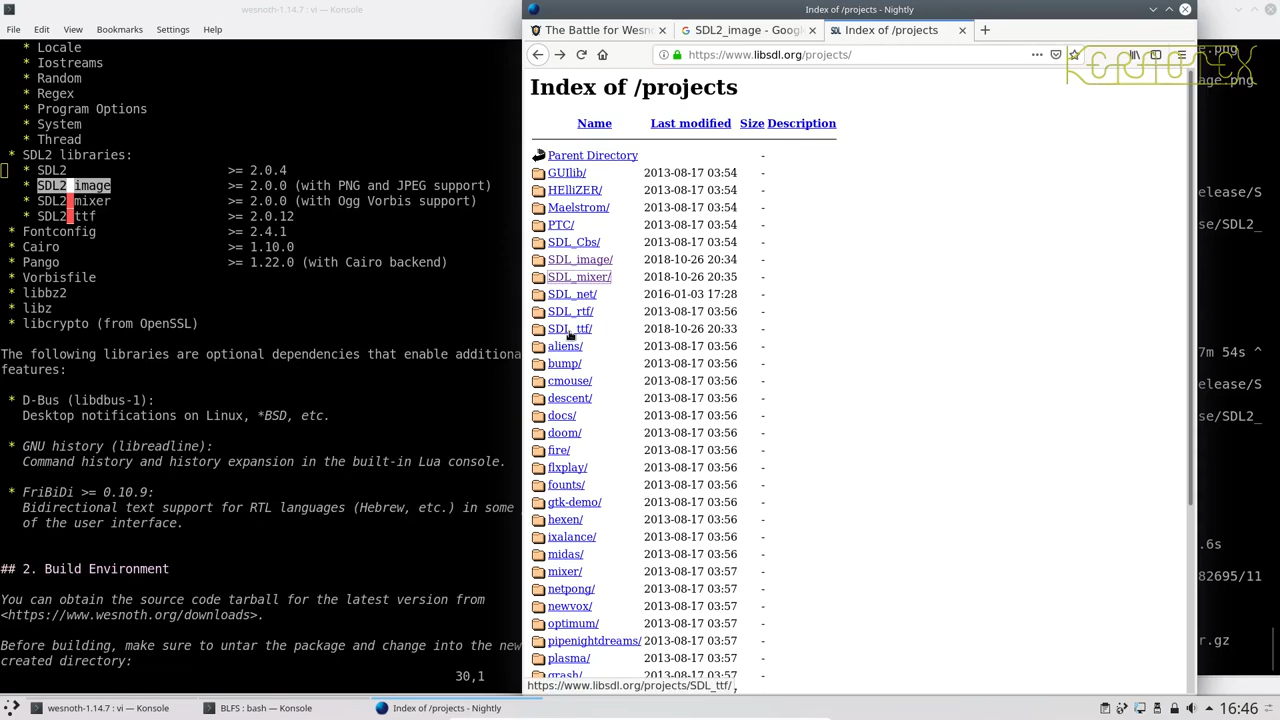 wesnoth-1.14.7 : vi — Konsole
File Edit View Bookmarks Settings Help
* Locale
* Iostreams
* Random
* Regex
* Program Options
* System
* Thread
* SDL2 libraries:
* SDL2 >= 2.0.4
* SDL2_image >= 2.0.0 (with PNG and JPEG support)
* SDL2_mixer >= 2.0.0 (with Ogg Vorbis support)
* SDL2_ttf >= 2.0.12
* Fontconfig >= 2.4.1
* Cairo >= 1.10.0
* Pango >= 1.22.0 (with Cairo backend)
* Vorbisfile
* libbz2
* libz
* libcrypto (from OpenSSL)
The following libraries are optional dependencies that enable additiona
features:
* D-Bus (libdbus-1):
Desktop notifications on Linux, *BSD, etc.
* GNU history (libreadline):
Command history and history expansion in the built-in Lua console.
* FriBiDi >= 0.10.9:
Bidirectional text support for RTL languages (Hebrew, etc.) in some
of the user interface.
## 2. Build Environment
You can obtain the source code tarball for the latest version from
<https://www.wesnoth.org/downloads>.
Before building, make sure to untar the package and change into the new
created directory:
30,1
Index of /projects - Nightly
The Battle for Wesn
SDL2_image - Goog
Index of /projects
https://www.libsdl.org/projects/
Index of /projects
Name Last modified Size Description
Parent Directory -
GUIlib/ 2013-08-17 03:54 -
HElliZER/ 2013-08-17 03:54 -
Maelstrom/ 2013-08-17 03:54 -
PTC/ 2013-08-17 03:54 -
SDL_Cbs/ 2013-08-17 03:54 -
SDL_image/ 2018-10-26 20:34 -
SDL_mixer/ 2018-10-26 20:35 -
SDL_net/ 2016-01-03 17:28 -
SDL_rtf/ 2013-08-17 03:56 -
SDL_ttf/ 2018-10-26 20:33 -
aliens/ 2013-08-17 03:56 -
bump/ 2013-08-17 03:56 -
cmouse/ 2013-08-17 03:56 -
descent/ 2013-08-17 03:56 -
docs/ 2013-08-17 03:56 -
doom/ 2013-08-17 03:56 -
fire/ 2013-08-17 03:56 -
flxplay/ 2013-08-17 03:56 -
founts/ 2013-08-17 03:56 -
gtk-demo/ 2013-08-17 03:56 -
hexen/ 2013-08-17 03:56 -
ixalance/ 2013-08-17 03:56 -
midas/ 2013-08-17 03:56 -
mixer/ 2013-08-17 03:57 -
netpong/ 2013-08-17 03:57 -
newvox/ 2013-08-17 03:57 -
optimum/ 2013-08-17 03:57 -
pipenightdreams/ 2013-08-17 03:57 -
plasma/ 2013-08-17 03:57 -
https://www.libsdl.org/projects/SDL_ttf/
ge.png
age.png
elease/S
se/SDL2_
7m 54s ^
elease/S
se/SDL2_
.6s
82695/11
r.gz
wesnoth-1.14.7 : vi — Konsole
BLFS : bash — Konsole
Index of /projects - Nightly
16:46